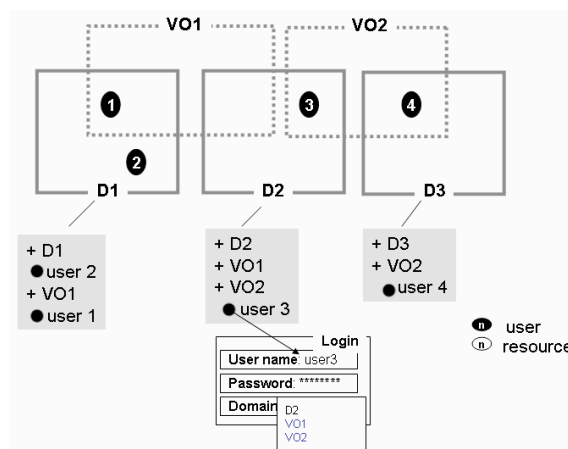 VO1
VO2
1
3
4
2
D1
D2
D3
+ D1
user 2
+ VO1
user 1
+ D2
+ VO1
+ VO2
user 3
+ D3
+ VO2
user 4
n user
n resource
Login
User name: user3
Password: ********
Domain
D2
VO1
VO2